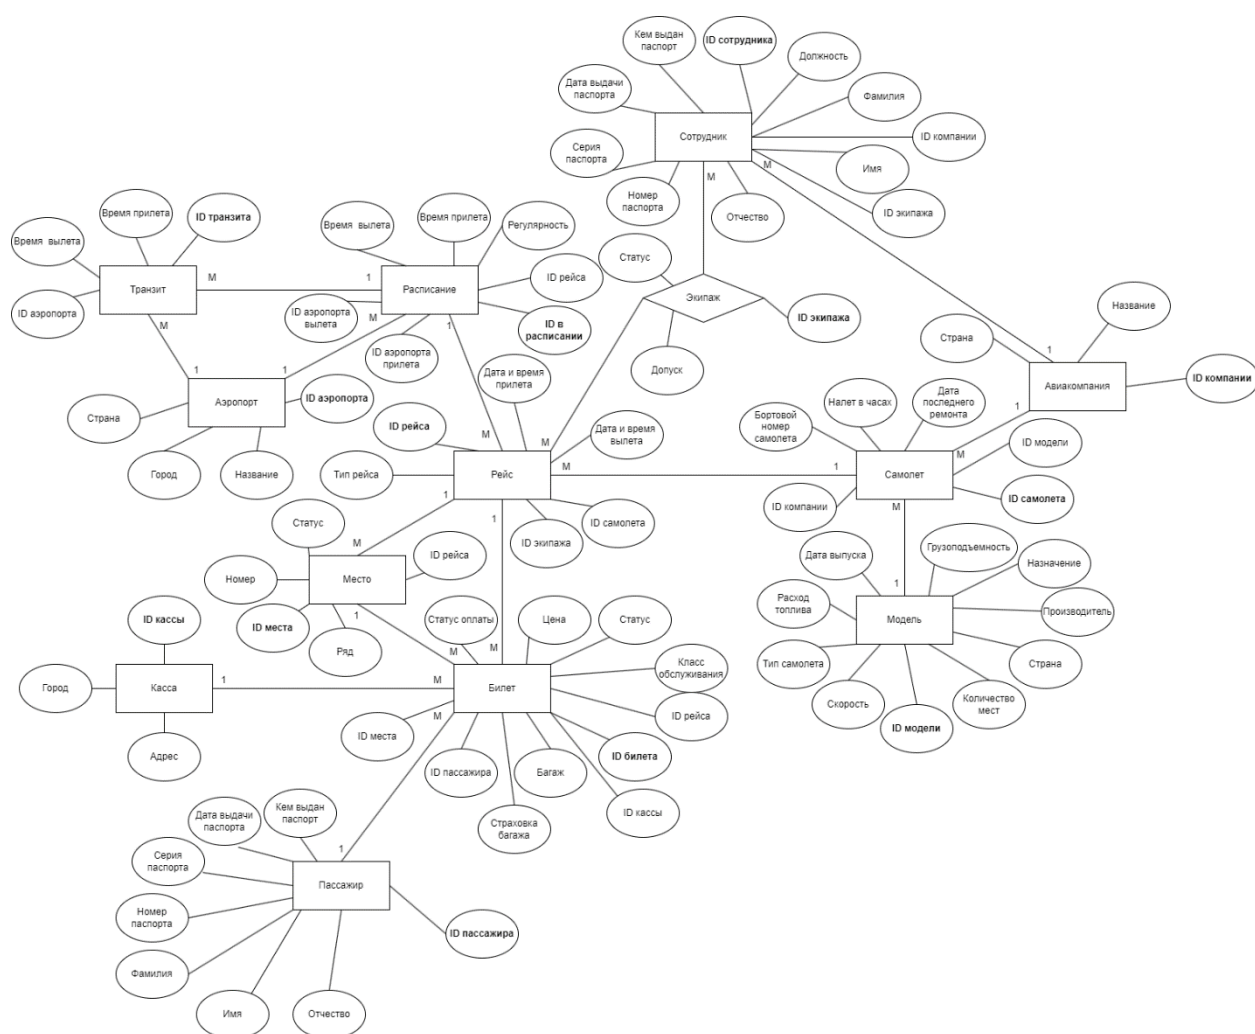 Кем выдан
паспорт
ID сотрудника
Должность
Дата выдачи
паспорта
Фамилия
Сотрудник
ID компании
Серия
паспорта
Имя
M
M
Номер
паспорта
Отчество
ID экипажа
Время прилета
ID транзита
Время вылета
Время вылета
Время прилета
Регулярность
Статус
Транзит
M
1
Расписание
ID рейса
Экипаж
ID аэропорта
ID аэропорта
вылета
ID в
расписании
ID экипажа
Название
M
M
1
Страна
ID аэропорта
прилета
Дата и время
прилета
Допуск
1
1
1
Авиакомпания
ID компании
Аэропорт
ID аэропорта
Страна
Налет в часах
Дата
последнего
ремонта
1
Бортовой
номер
самолета
ID рейса
Дата и время
вылета
ID модели
Город
Название
M
M
M
Тип рейса
Рейс
M
1
Самолет
1
1
ID самолета
M
ID компании
Статус
ID экипажа
ID самолета
M
ID рейса
Дата выпуска
Грузоподъемность
Номер
Место
Назначение
1
Расход
топлива
Производитель
ID кассы
ID места
1
Статус оплаты
Цена
Статус
Модель
Ряд
M
M
Класс
обслуживания
Тип самолета
Страна
Город
Касса
1
M
Билет
Скорость
Количество
мест
ID рейса
M
ID места
ID модели
Адрес
ID билета
ID пассажира
Багаж
ID кассы
Кем выдан
паспорт
Дата выдачи
паспорта
Страховка
багажа
1
Серия
паспорта
Пассажир
Номер
паспорта
ID пассажира
Фамилия
Имя
Отчество